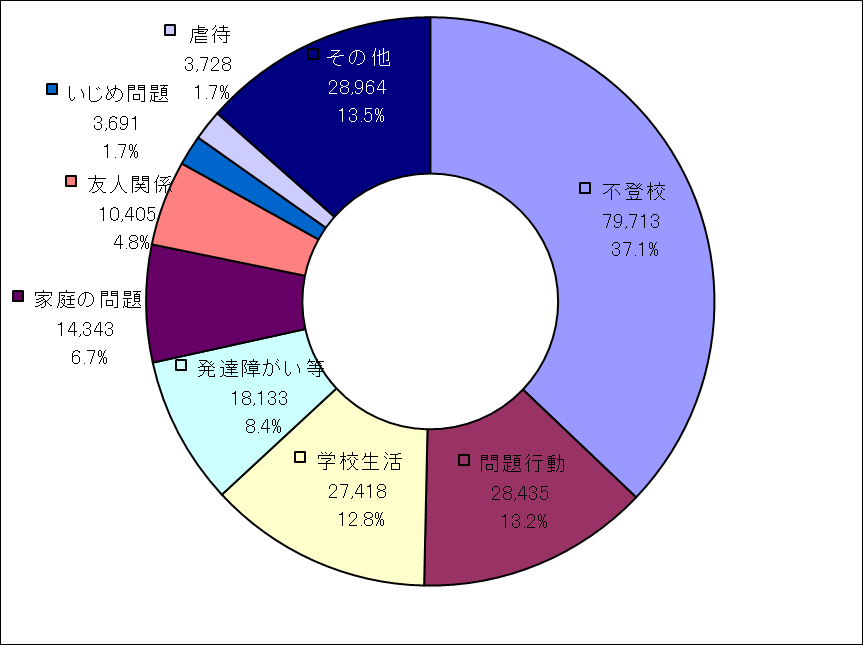 虐待
3,728
1.7%
その他
28,964
13.5%
いじめ問題
3,691
1.7%
友人関係
10,405
4.8%
不登校
79,713
37.1%
家庭の問題
14,343
6.7%
発達障がい等
18,133
8.4%
学校生活
27,418
12.8%
問題行動
28,435
13.2%